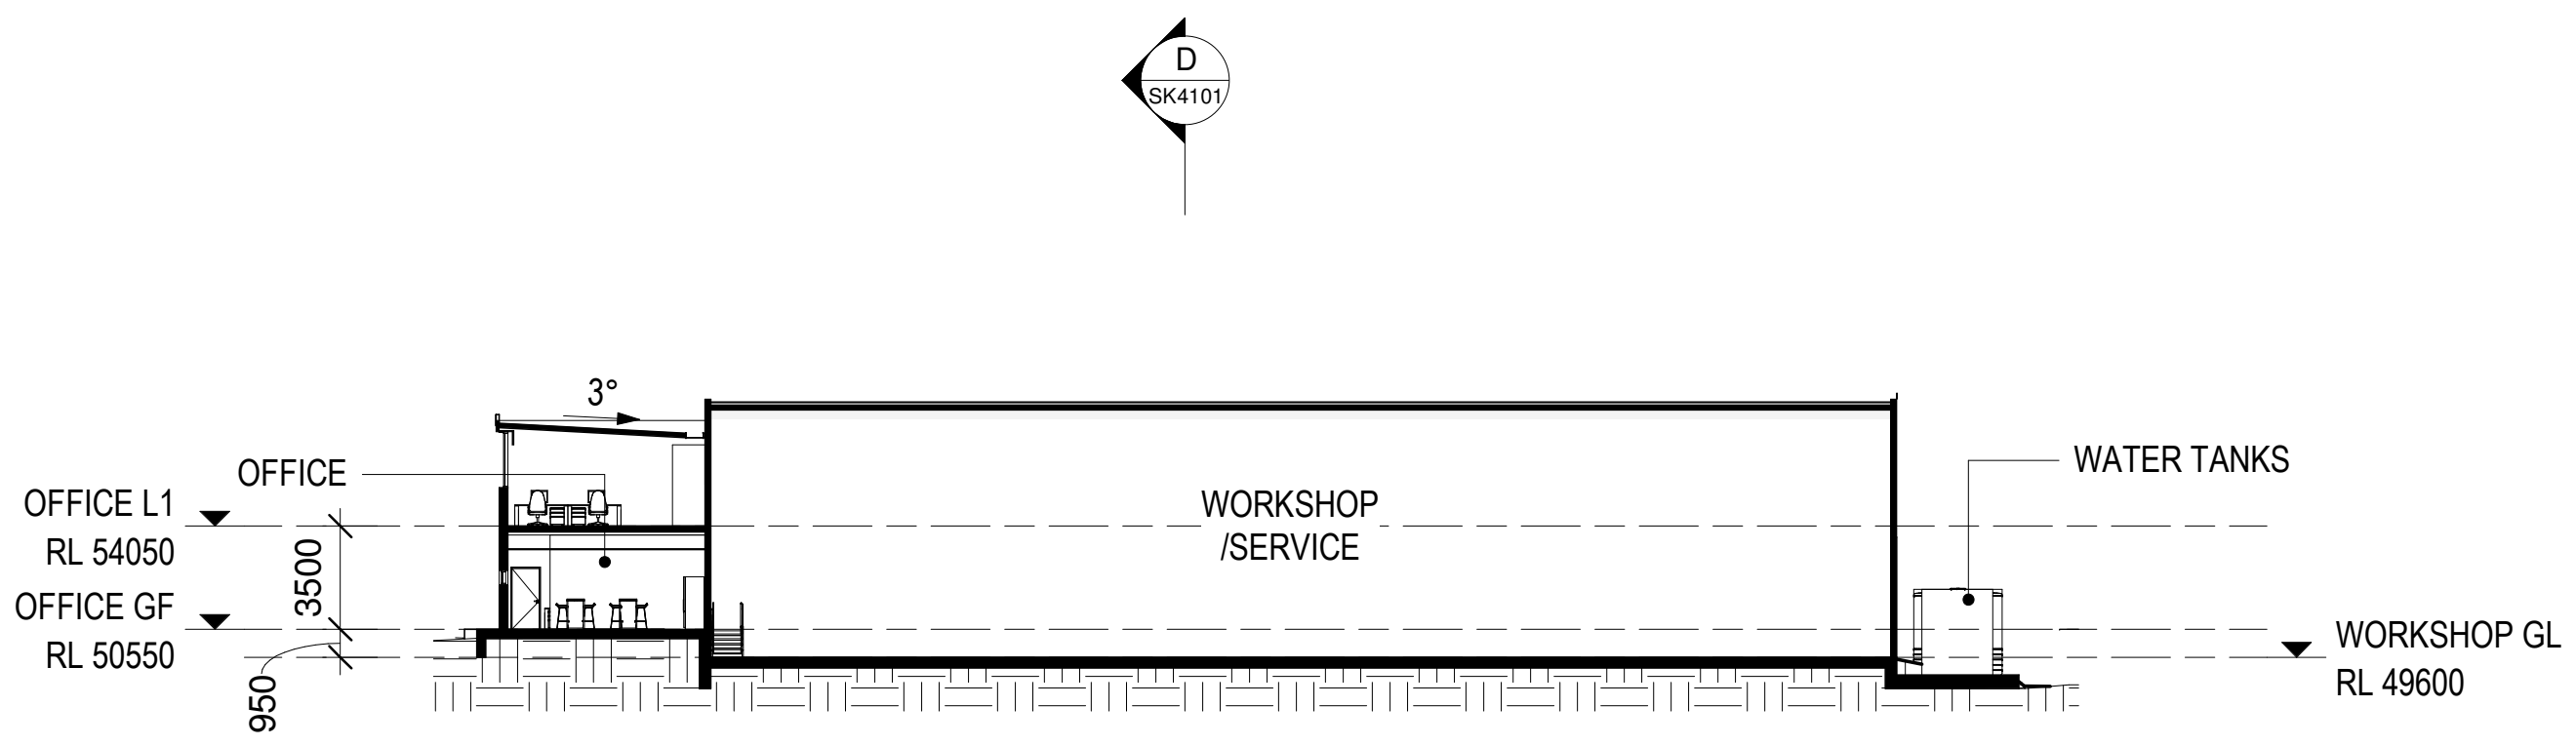 D
SK4101
3°
OFFICE
WATER TANKS
OFFICE L1
RL 54050
WORKSHOP
/SERVICE
3500
OFFICE GF
RL 50550
WORKSHOP GL
RL 49600
950